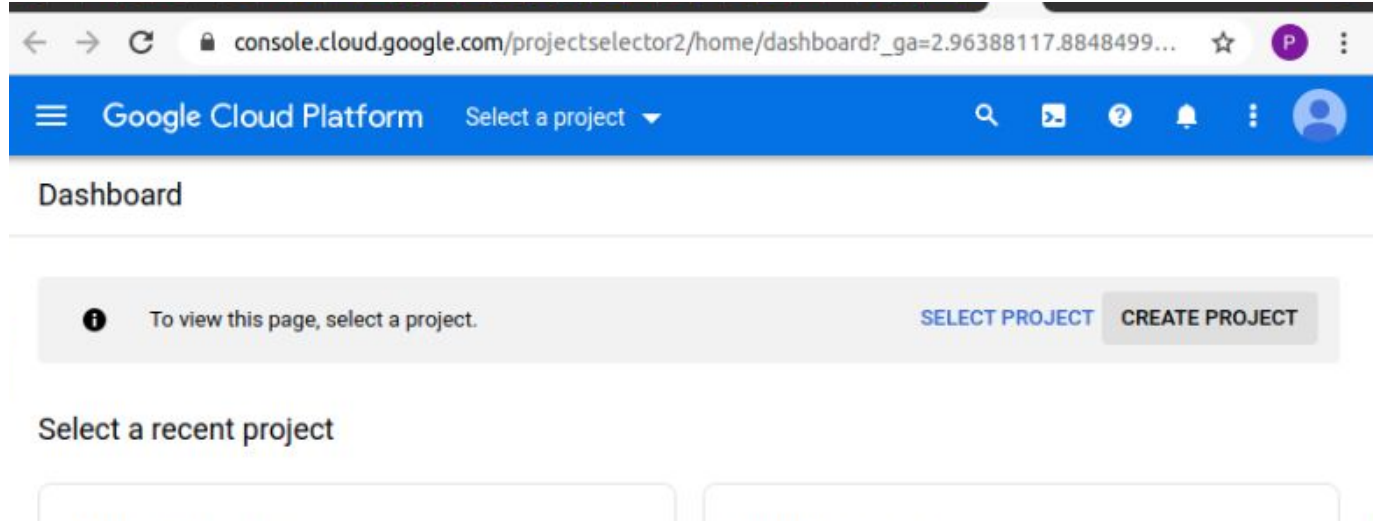 console.cloud.google.com/projectselector2/home/dashboard?_ga=2.96388117.8848499... P
Google Cloud Platform Select a project ?
Dashboard
To view this page, select a project. SELECT PROJECT CREATE PROJECT
Select a recent project